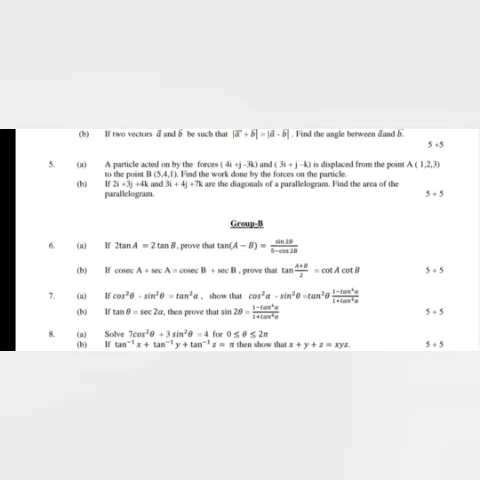 (b) If two vectors a⃗ and b⃗ be such that |a⃗ + b⃗| = |a⃗ - b⃗|. Find the angle between a⃗and b⃗. 5 +5
5. (a) A particle acted on by the forces ( 4i +j -3k) and ( 3i + j –k) is displaced from the point A ( 1,2,3)
to the point B (5,4,1). Find the work done by the forces on the particle.
(b) If 2i +3j +4k and 3i + 4j +7k are the diagonals of a parallelogram. Find the area of the
parallelogram. 5 + 5
Group-B
6. (a) If 2tan A = 2 tan B, prove that tan(A − B) = sin 2B / 5−cos 2B
(b) If cosec A + sec A = cosec B + sec B , prove that tan A+B / 2 = cot A cot B 5 + 5
7. (a) If cos²θ - sin²θ = tan²α , show that cos²α - sin²θ =tan²θ 1−tan⁴α / 1+tan⁴α
(b) If tan θ = sec 2α, then prove that sin 2θ = 1−tan⁴α / 1+tan⁴α 5 + 5
8. (a) Solve 7cos²θ + 3 sin²θ = 4 for 0 ≤ θ ≤ 2π
(b) If tan⁻¹ x + tan⁻¹ y + tan⁻¹ z = π then show that x + y + z = xyz. 5 + 5